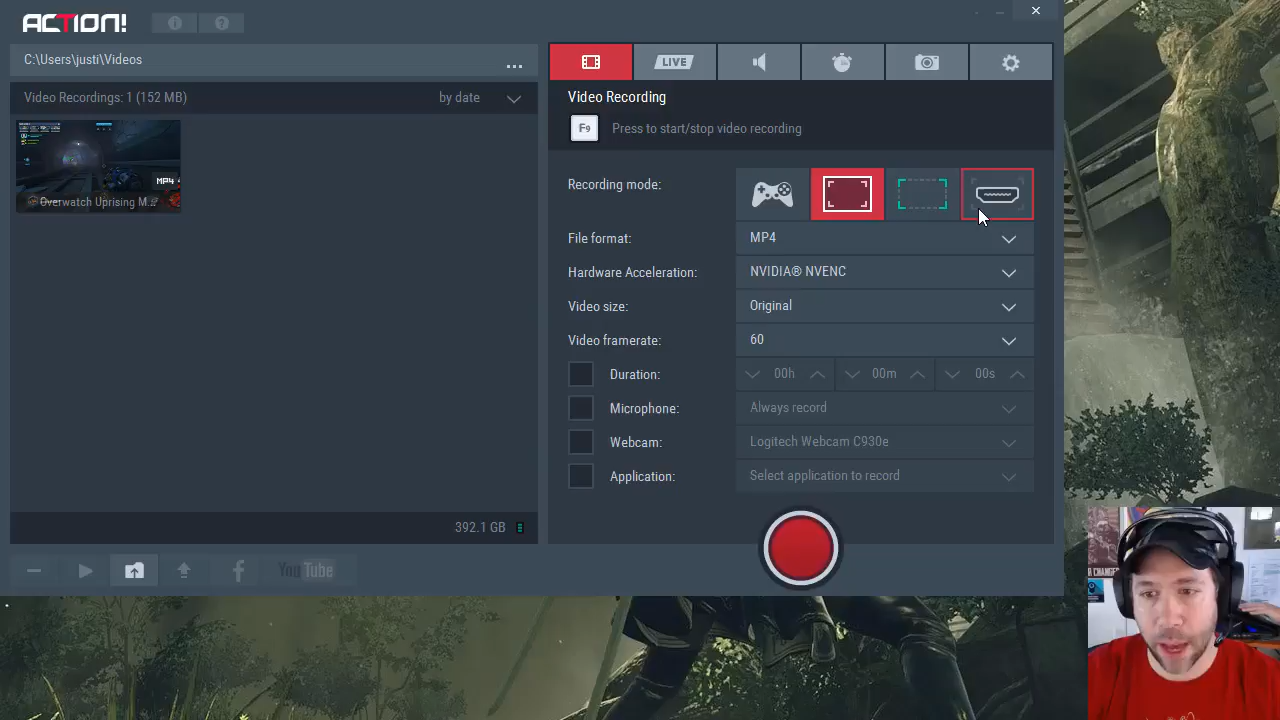 ACTION!
C:\Users\justi\Videos
...
LIVE
Video Recordings: 1 (152 MB)
by date
Video Recording
F9
Press to start/stop video recording
MP4
Overwatch Uprising M...
Recording mode:
File format:
MP4
Hardware Acceleration:
NVIDIA® NVENC
Video size:
Original
Video framerate:
60
Duration:
00h
00m
00s
Microphone:
Always record
Webcam:
Logitech Webcam C930e
Application:
Select application to record
392.1 GB
YouTube